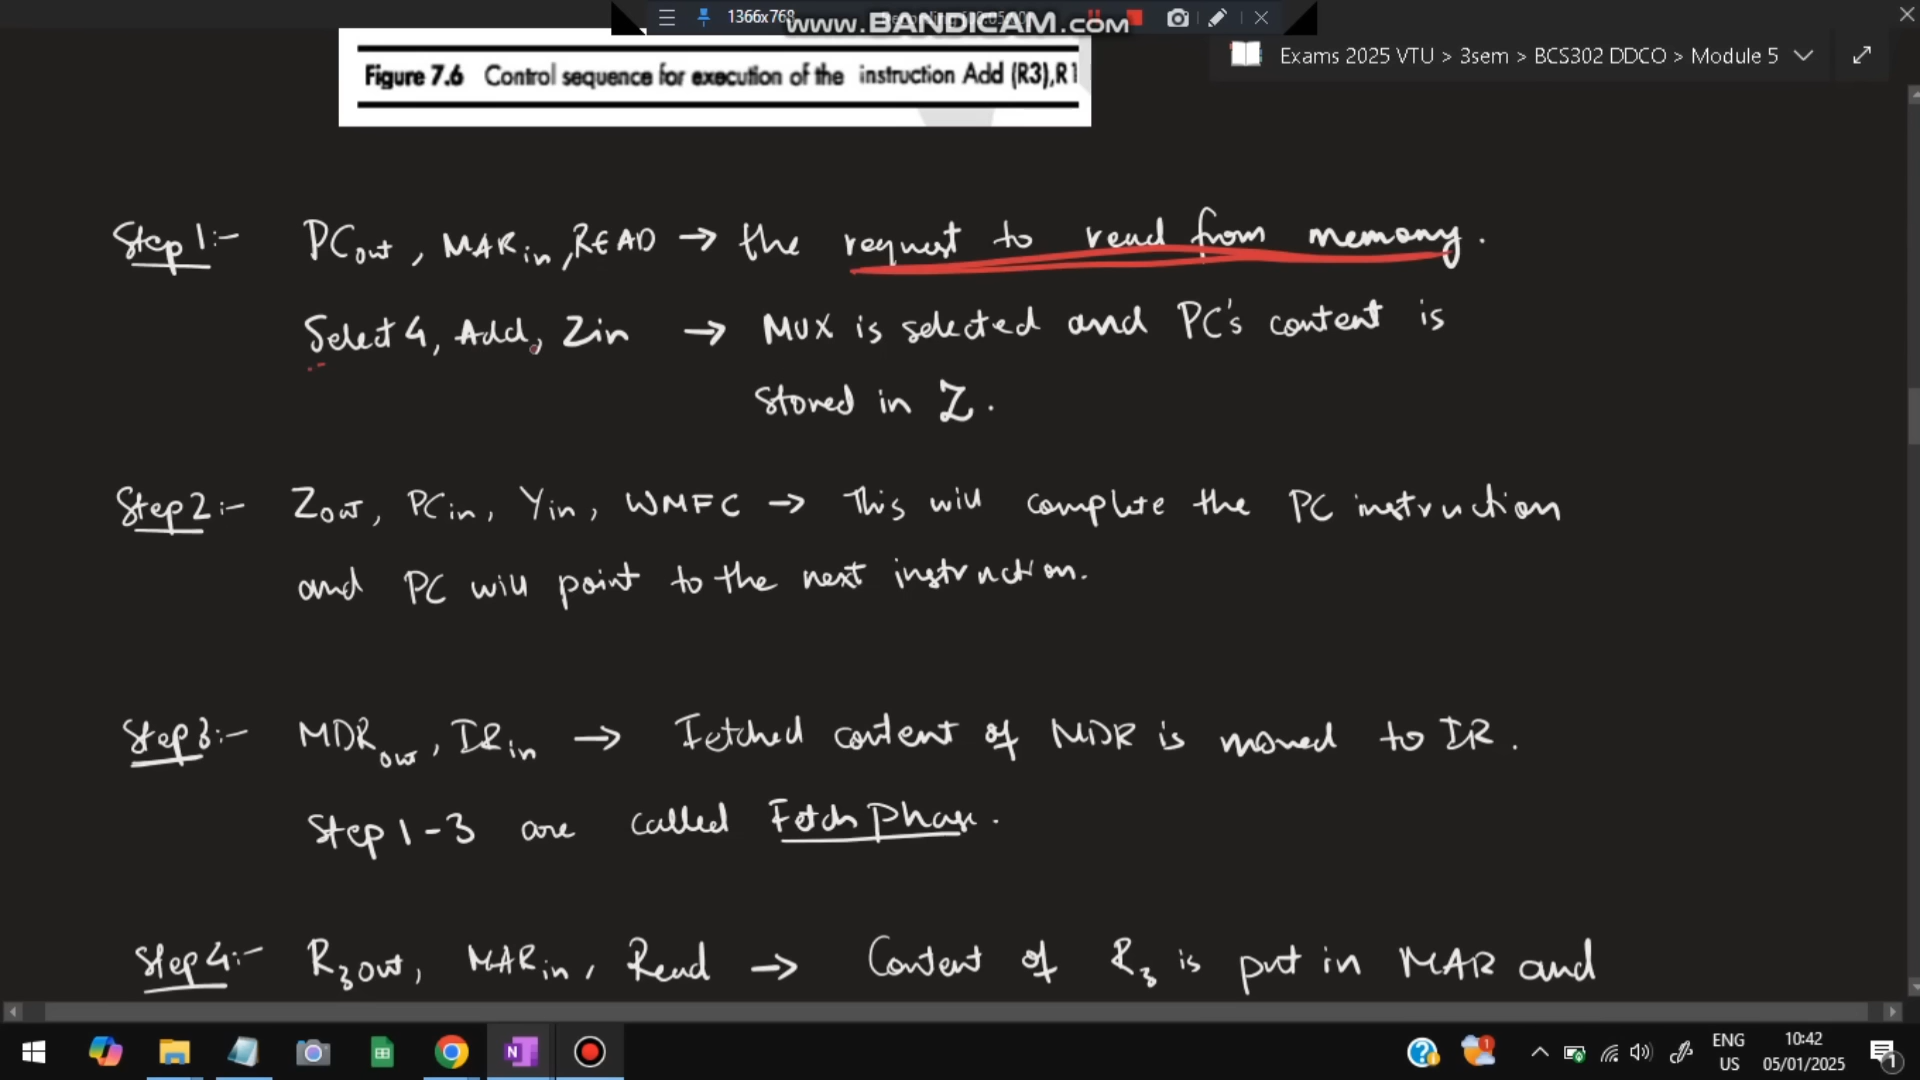 1366x768
www.BANDICAM.com
Exams 2025 VTU > 3sem > BCS302 DDCO > Module 5
Figure 7.6 Control sequence for execution of the instruction Add (R3),R1
Step 1:- PCout, MARin, READ → the request to read from memory.
Select 4, Add, Zin → MUX is selected and PC's content is
stored in Z.
Step 2:- Zout, PCin, Yin, WMFC → This will complete the PC instruction
and PC will point to the next instruction.
Step 3:- MDRout, IRin → Fetched content of MDR is moved to IR.
Step 1-3 are called Fetch Phase.
Step 4:- R3out, MARin, Read → Content of R3 is put in MAR and
ENG
US
10:42
05/01/2025